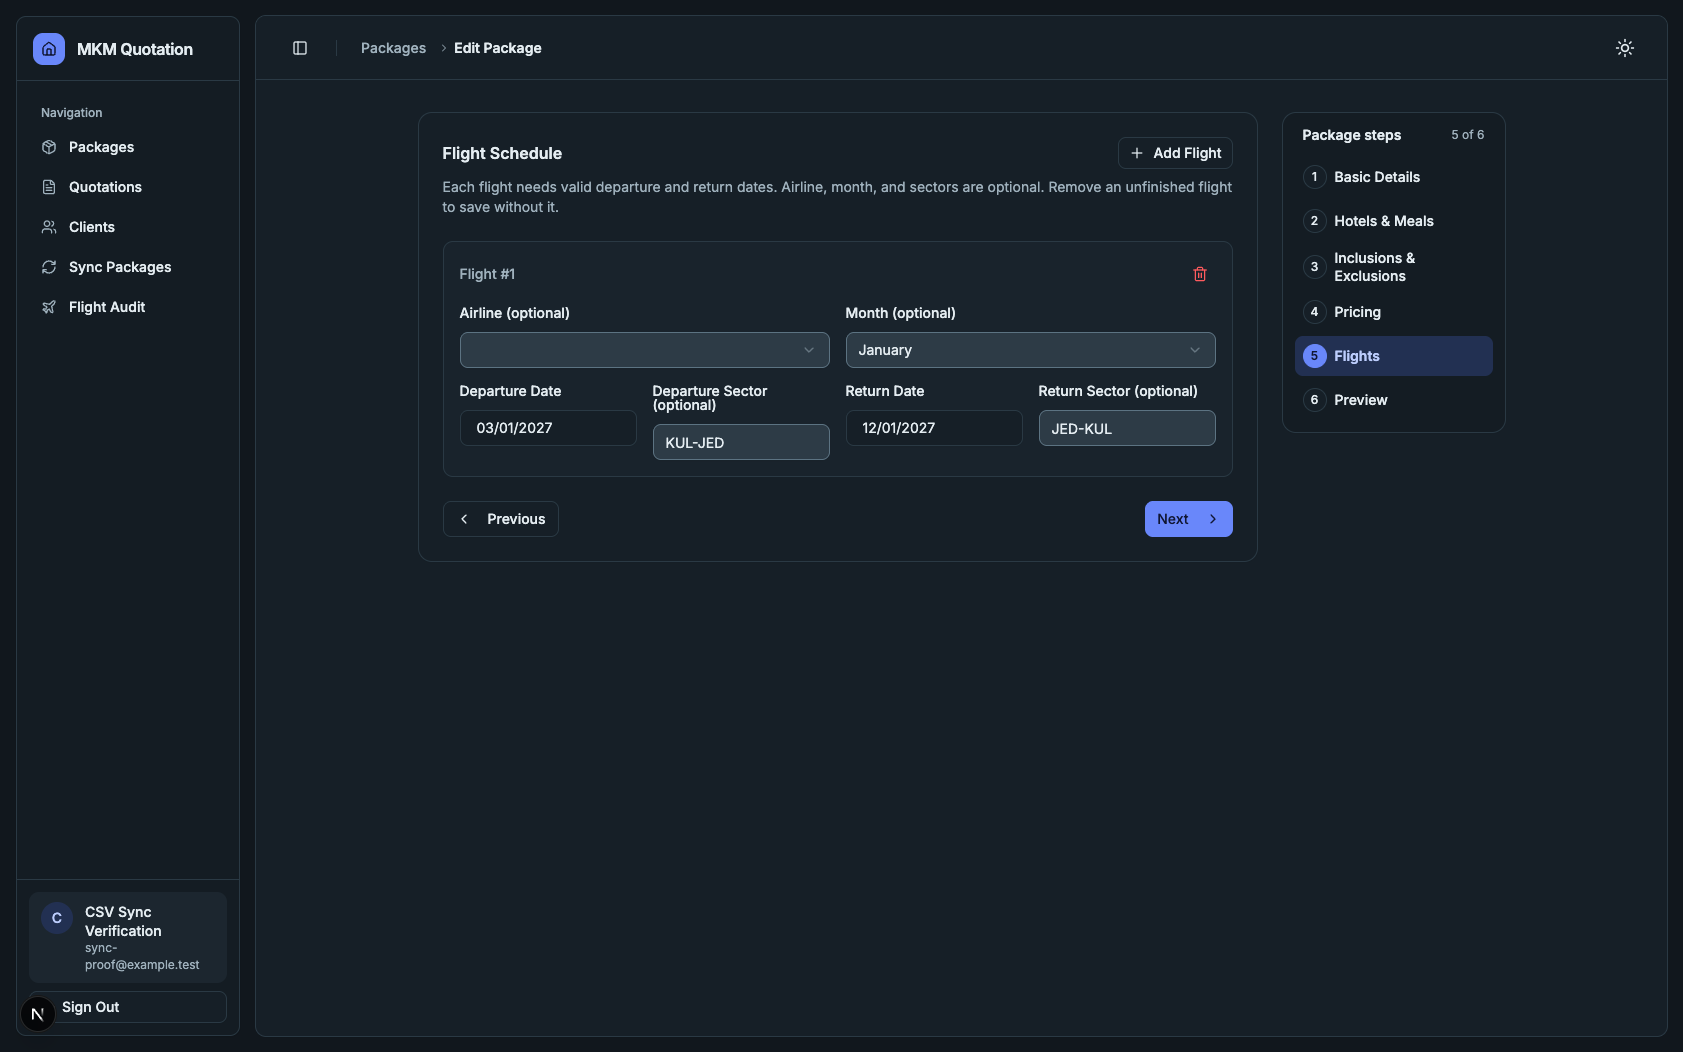 MKM Quotation
Navigation
Packages
Quotations
Clients
Sync Packages
Flight Audit
C
CSV Sync
Verification
sync-
proof@example.test
N
Sign Out
Packages
Edit Package
Flight Schedule
Add Flight
Each flight needs valid departure and return dates. Airline, month, and sectors are optional. Remove an unfinished flight
to save without it.
Flight #1
Airline (optional)
Month (optional)
January
Departure Date
Departure Sector
(optional)
Return Date
Return Sector (optional)
03/01/2027
KUL-JED
12/01/2027
JED-KUL
Previous
Next
Package steps
5 of 6
1 Basic Details
2 Hotels & Meals
3 Inclusions &
Exclusions
4 Pricing
5 Flights
6 Preview